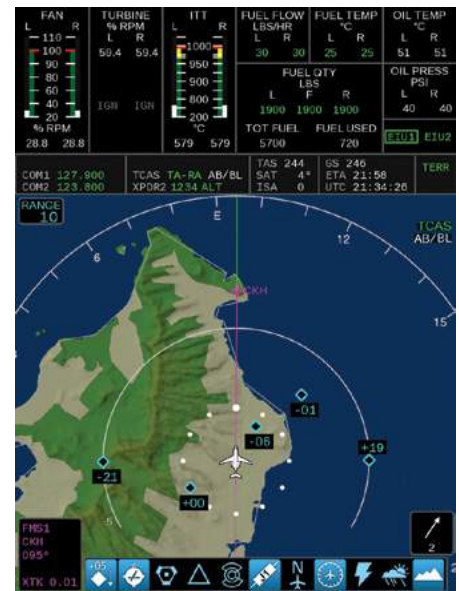 FAN TURBINE % RPM ITT FUEL FLOW LBS/HR FUEL TEMP °C OIL TEMP °C
L R L R L R L R L R L R
59.4 59.4 30 30 25 25 51 51
110
100
90
80
60
40
20
% RPM
28.8 28.8
IGN IGN
1000
950
900
800
200
°C
579 579
FUEL QTY
LBS
L F R
1900 1900 1900
TOT FUEL FUEL USED
5700 720
OIL PRESS
PSI
L R
40 40
EIU1 EIU2
COM1 127.900
COM2 123.800
TCAS TA-RA AB/BL
XPDR2 1234 ALT
TAS 244
SAT 4°
ISA 0
GS 246
ETA 21:58
UTC 21:34:26
TERR
RANGE
10
TCAS
AB/BL
E
6
12
15
CKH
-01
-06
+19
-21
+00
5
FMS1
CKH
095°
XTK 0.01
2
+05
N
2